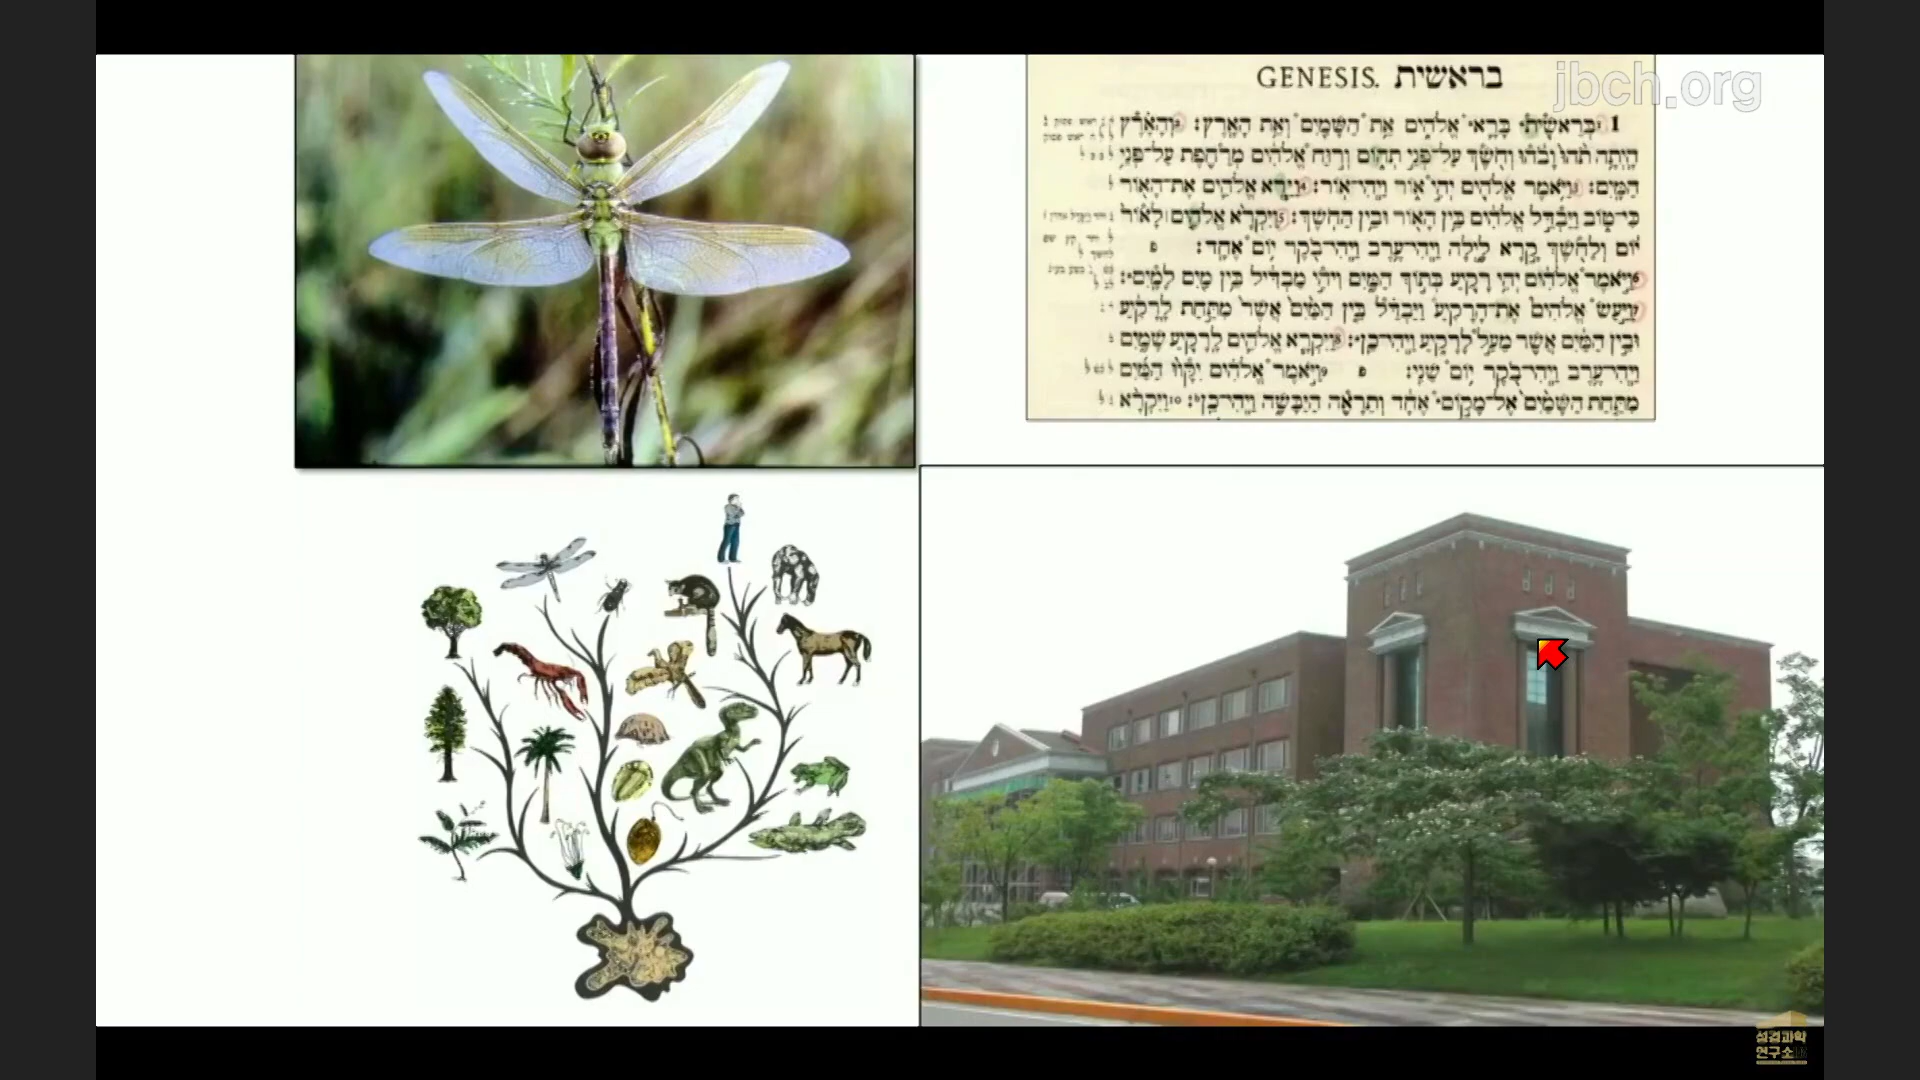 GENESIS. בראשית
jbch.org
1 בְּרֵאשִׁית בָּרָא אֱלֹהִים אֵת הַשָּׁמַיִם וְאֵת הָאָרֶץ׃ וְהָאָרֶץ
הָיְתָה תֹהוּ וָבֹהוּ וְחֹשֶׁךְ עַל־פְּנֵי תְהוֹם וְרוּחַ אֱלֹהִים מְרַחֶפֶת עַל־פְּנֵי
הַמָּיִם׃ וַיֹּאמֶר אֱלֹהִים יְהִי אוֹר וַיְהִי־אוֹר׃ וַיַּרְא אֱלֹהִים אֶת־הָאוֹר
כִּי־טוֹב וַיַּבְדֵּל אֱלֹהִים בֵּין הָאוֹר וּבֵין הַחֹשֶׁךְ׃ וַיִּקְרָא אֱלֹהִים לָאוֹר
יוֹם וְלַחֹשֶׁךְ קָרָא לָיְלָה וַיְהִי־עֶרֶב וַיְהִי־בֹקֶר יוֹם אֶחָד׃ פ
וַיֹּאמֶר אֱלֹהִים יְהִי רָקִיעַ בְּתוֹךְ הַמָּיִם וִיהִי מַבְדִּיל בֵּין מַיִם לָמָיִם׃
וַיַּעַשׂ אֱלֹהִים אֶת־הָרָקִיעַ וַיַּבְדֵּל בֵּין הַמַּיִם אֲשֶׁר מִתַּחַת לָרָקִיעַ
וּבֵין הַמַּיִם אֲשֶׁר מֵעַל לָרָקִיעַ וַיְהִי־כֵן׃ וַיִּקְרָא אֱלֹהִים לָרָקִיעַ שָׁמָיִם
וַיְהִי־עֶרֶב וַיְהִי־בֹקֶר יוֹם שֵׁנִי׃ פ וַיֹּאמֶר אֱלֹהִים יִקָּווּ הַמַּיִם
מִתַּחַת הַשָּׁמַיִם אֶל־מָקוֹם אֶחָד וְתֵרָאֶה הַיַּבָּשָׁה וַיְהִי־כֵן׃ וַיִּקְרָא
성경과학
연구소